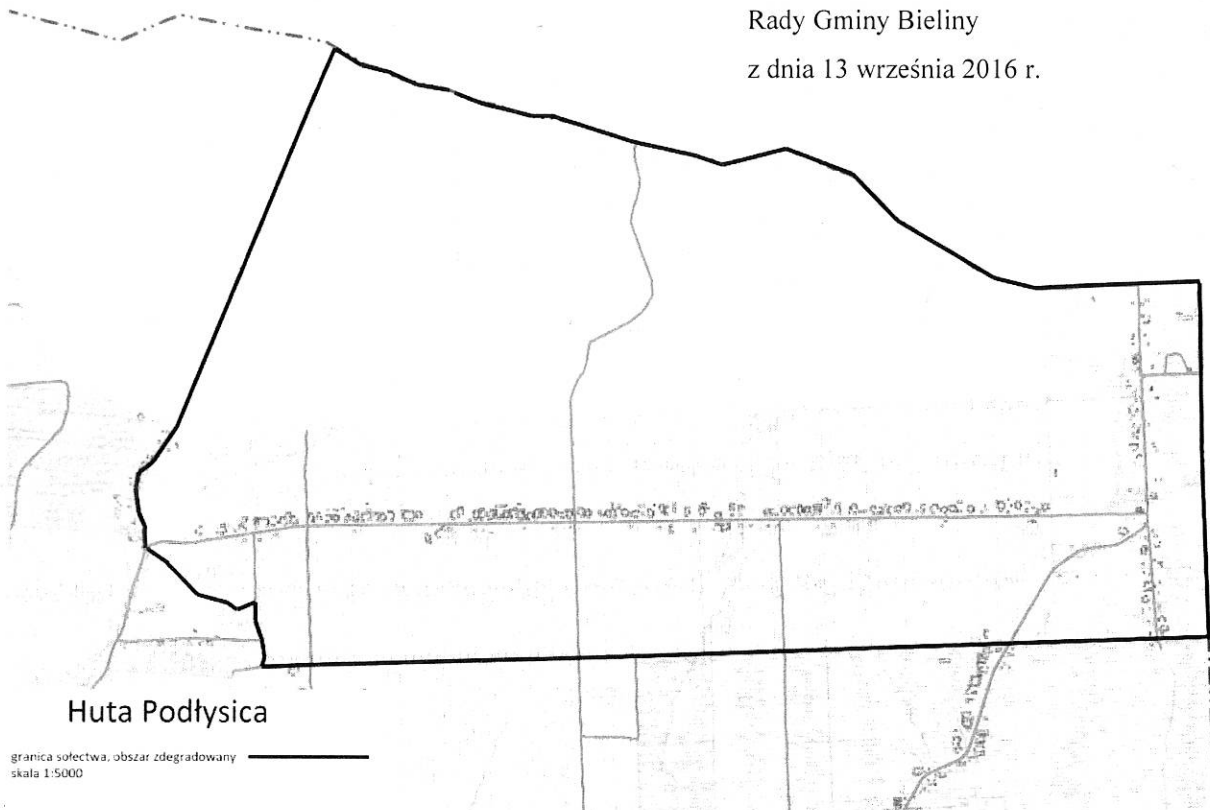 Rady Gminy Bieliny
z dnia 13 września 2016 r.
Huta Podłysica
granica sołectwa, obszar zdegradowany
skala 1:5000